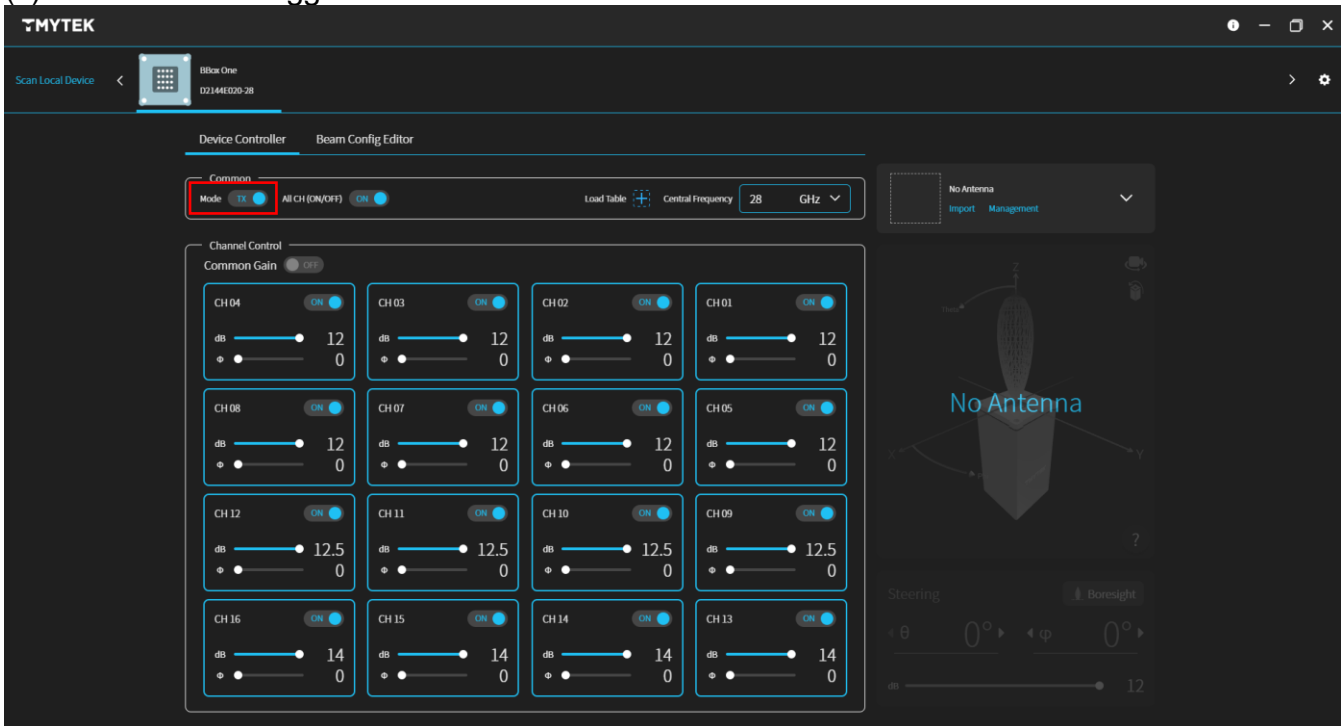 TMYTEK
Scan Local Device
BBox One
D2144E020-28
Device Controller Beam Config Editor
Common
Mode TX All CH (ON/OFF) ON Load Table Central Frequency 28 GHz
No Antenna
Import Management
Channel Control
Common Gain OFF
CH 04 ON CH 03 ON CH 02 ON CH 01 ON
dB 12 dB 12 dB 12 dB 12
Φ 0 Φ 0 Φ 0 Φ 0
CH 08 ON CH 07 ON CH 06 ON CH 05 ON
dB 12 dB 12 dB 12 dB 12
Φ 0 Φ 0 Φ 0 Φ 0
CH 12 ON CH 11 ON CH 10 ON CH 09 ON
dB 12.5 dB 12.5 dB 12.5 dB 12.5
Φ 0 Φ 0 Φ 0 Φ 0
CH 16 ON CH 15 ON CH 14 ON CH 13 ON
dB 14 dB 14 dB 14 dB 14
Φ 0 Φ 0 Φ 0 Φ 0
Z
Theta
No Antenna
X Y
?
Steering Boresight
θ 0° φ 0°
dB 12